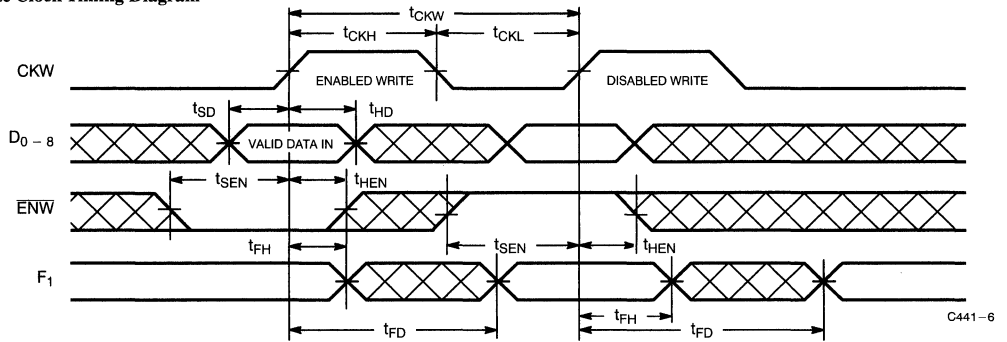 Clock Timing Diagram
tCKW
tCKH
tCKL
CKW
ENABLED WRITE
DISABLED WRITE
tSD
tHD
D0 – 8
VALID DATA IN
tSEN
tHEN
ENW
tFH
tSEN
tHEN
F1
tFH
C441–6
tFD
tFD